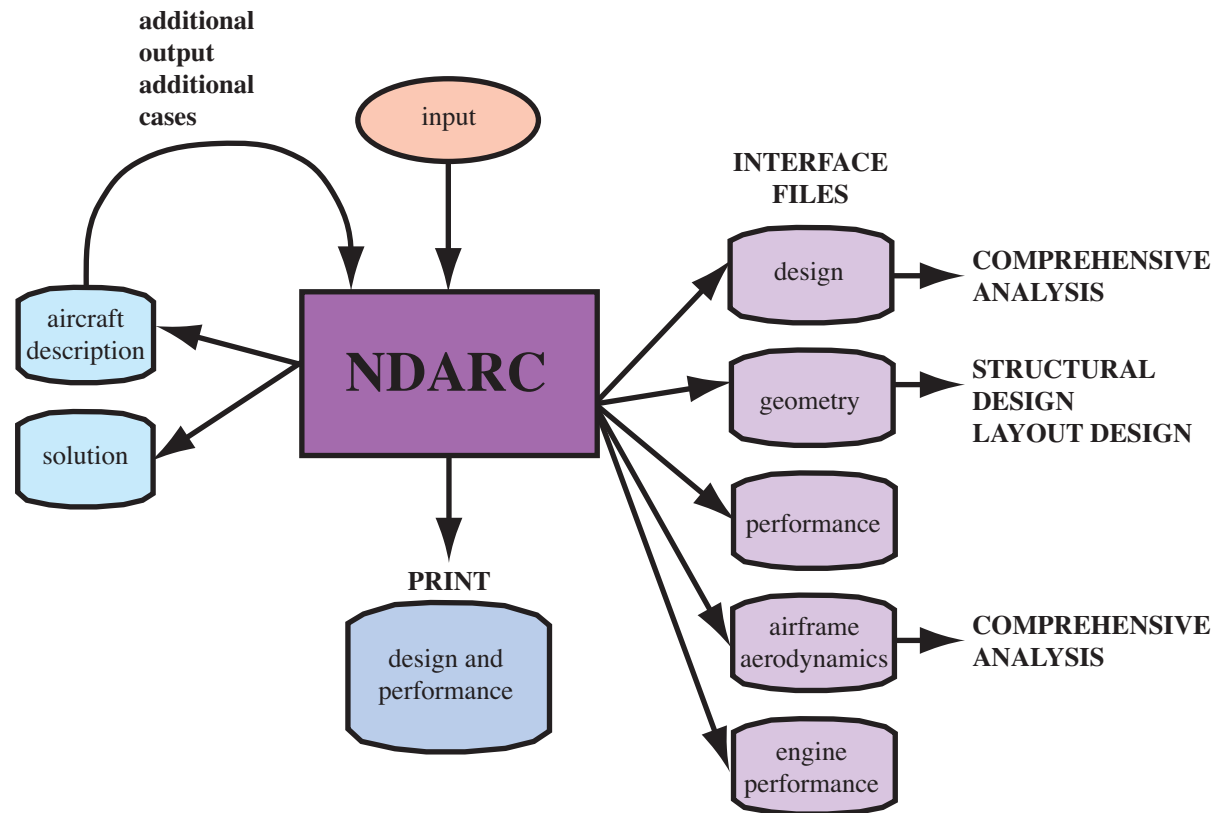 additional
output
additional
cases
input
INTERFACE
FILES
design
COMPREHENSIVE
ANALYSIS
aircraft
description
NDARC
geometry
STRUCTURAL
DESIGN
LAYOUT DESIGN
solution
performance
PRINT
design and
performance
airframe
aerodynamics
COMPREHENSIVE
ANALYSIS
engine
performance